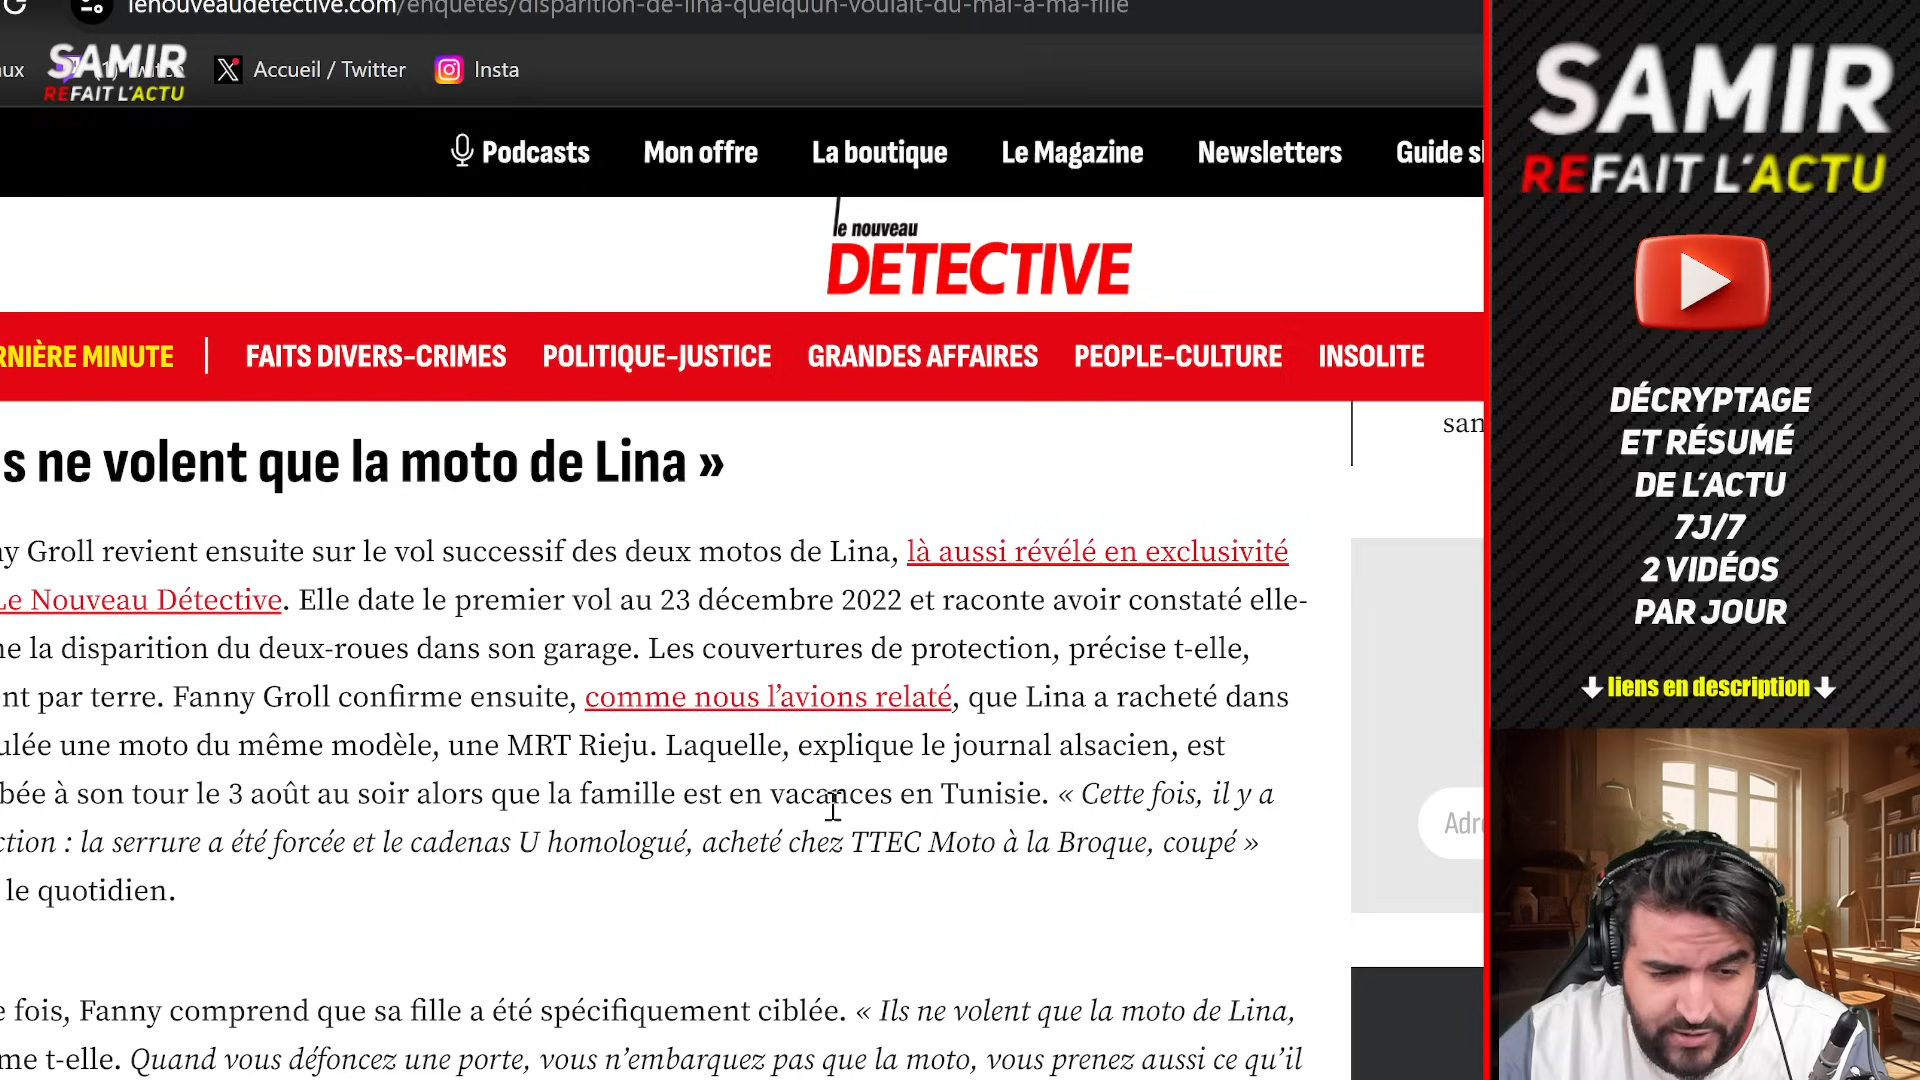 lenouveaudetective.com/enquetes/disparition-de-lina-quelquun-voulait-du-mal-a-ma-fille
SAMIR
REFAIT L'ACTU
Accueil / Twitter
Insta
Podcasts
Mon offre
La boutique
Le Magazine
Newsletters
Guide
le nouveau
DETECTIVE
RNIÈRE MINUTE
FAITS DIVERS-CRIMES
POLITIQUE-JUSTICE
GRANDES AFFAIRES
PEOPLE-CULTURE
INSOLITE
s ne volent que la moto de Lina »
ny Groll revient ensuite sur le vol successif des deux motos de Lina, là aussi révélé en exclusivité
Le Nouveau Détective. Elle date le premier vol au 23 décembre 2022 et raconte avoir constaté elle-
ne la disparition du deux-roues dans son garage. Les couvertures de protection, précise t-elle,
ent par terre. Fanny Groll confirme ensuite, comme nous l'avions relaté, que Lina a racheté dans
ulée une moto du même modèle, une MRT Rieju. Laquelle, explique le journal alsacien, est
bée à son tour le 3 août au soir alors que la famille est en vacances en Tunisie. « Cette fois, il y a
ction : la serrure a été forcée et le cadenas U homologué, acheté chez TTEC Moto à la Broque, coupé »
le quotidien.
e fois, Fanny comprend que sa fille a été spécifiquement ciblée. « Ils ne volent que la moto de Lina,
me t-elle. Quand vous défoncez une porte, vous n'embarquez pas que la moto, vous prenez aussi ce qu'il
san
Adr
SAMIR
REFAIT L'ACTU
DÉCRYPTAGE
ET RÉSUMÉ
DE L'ACTU
7J/7
2 VIDÉOS
PAR JOUR
liens en description